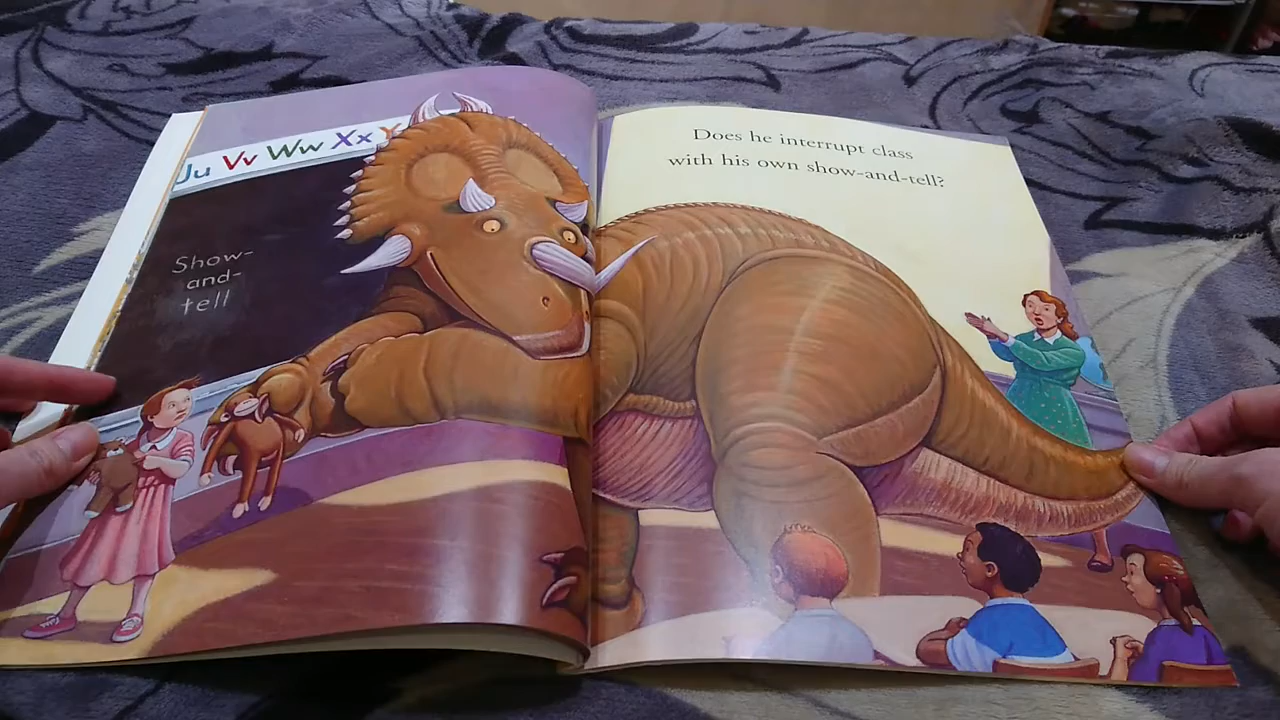 Uu Vv Ww Xx Y
Show-
and-
tell
Does he interrupt class
with his own show-and-tell?